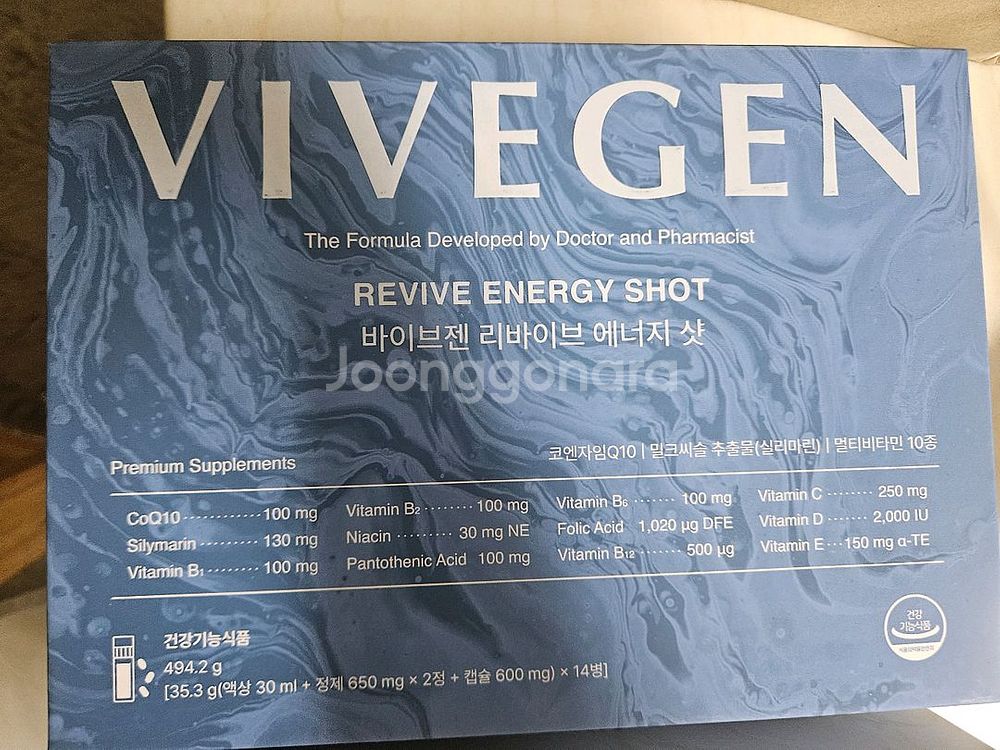 VIVEGEN
The Formula Developed by Doctor and Pharmacist
REVIVE ENERGY SHOT
바이브젠 리바이브 에너지 샷
Joonggonara
코엔자임Q10 | 밀크씨슬 추출물(실리마린) | 멀티비타민 10종
Premium Supplements
CoQ10 ············ 100 mg
Silymarin ······ 130 mg
Vitamin B₁ ········ 100 mg
Vitamin B₂ ········ 100 mg
Niacin ········· 30 mg NE
Pantothenic Acid 100 mg
Vitamin B₆ ······· 100 mg
Folic Acid 1,020 μg DFE
Vitamin B₁₂ ······· 500 μg
Vitamin C ········ 250 mg
Vitamin D ······· 2,000 IU
Vitamin E ··· 150 mg α-TE
건강기능식품
494.2 g
[35.3 g(액상 30 ml + 정제 650 mg × 2정 + 캡슐 600 mg) × 14병]
건강
기능식품